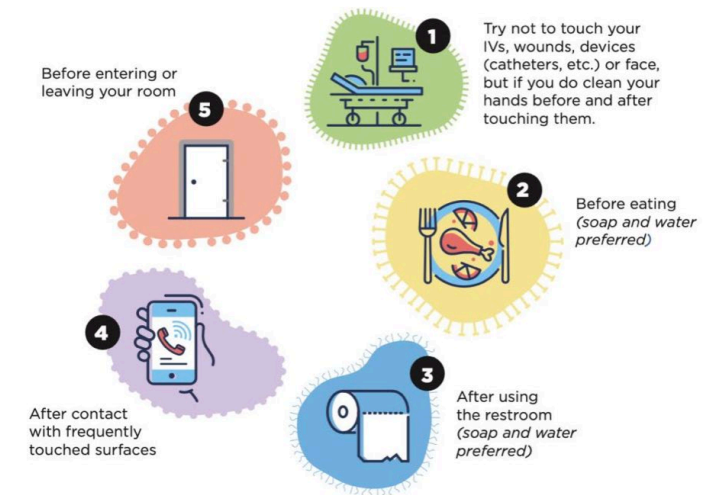 1
Try not to touch your
IVs, wounds, devices
(catheters, etc.) or face,
but if you do clean your
hands before and after
touching them.
2
Before eating
(soap and water
preferred)
3
After using
the restroom
(soap and water
preferred)
4
After contact
with frequently
touched surfaces
5
Before entering or
leaving your room